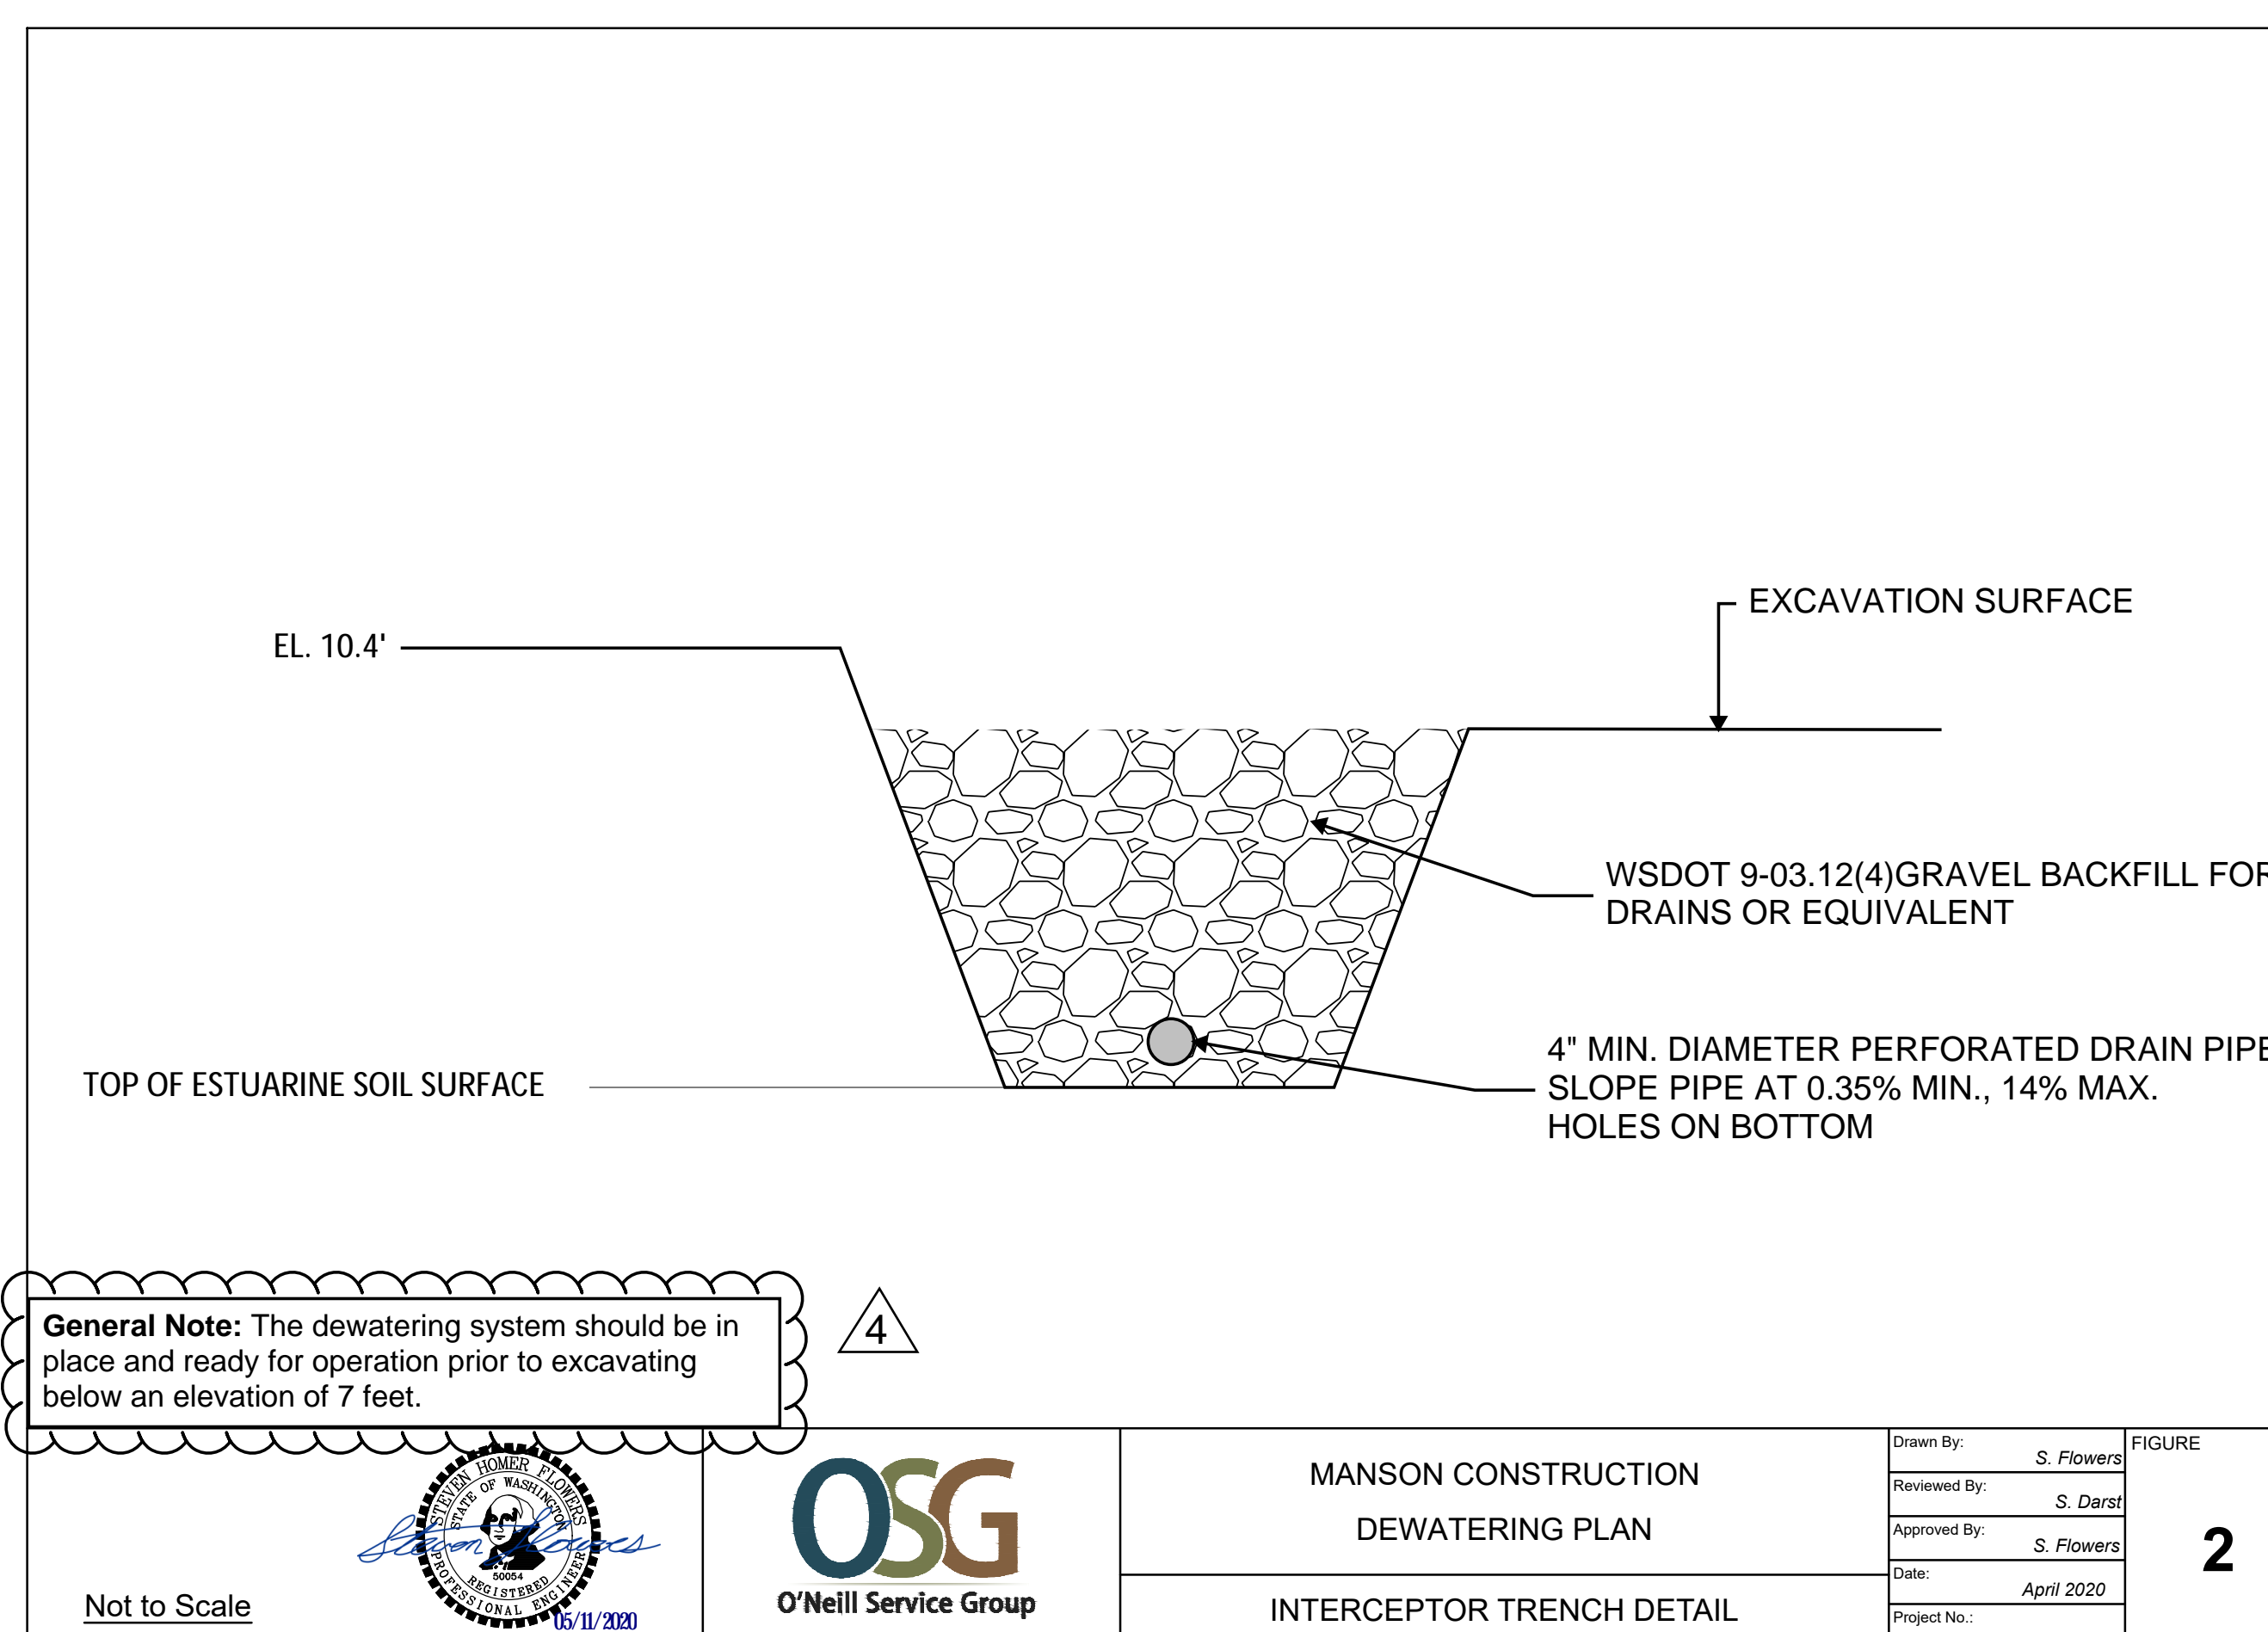 EXCAVATION SURFACE
EL. 10.4'
WSDOT 9-03.12(4)GRAVEL BACKFILL FOR
DRAINS OR EQUIVALENT
4" MIN. DIAMETER PERFORATED DRAIN PIPE
SLOPE PIPE AT 0.35% MIN., 14% MAX.
HOLES ON BOTTOM
TOP OF ESTUARINE SOIL SURFACE
General Note: The dewatering system should be in
place and ready for operation prior to excavating
below an elevation of 7 feet.
4
Not to Scale
STEVEN HOMER FLOWERS
STATE OF WASHINGTON
50054
REGISTERED
PROFESSIONAL ENGINEER
Steven Flowers
05/11/2020
OSG
O'Neill Service Group
MANSON CONSTRUCTION
DEWATERING PLAN
INTERCEPTOR TRENCH DETAIL
Drawn By:
S. Flowers
Reviewed By:
S. Darst
Approved By:
S. Flowers
Date:
April 2020
Project No.:
FIGURE
2